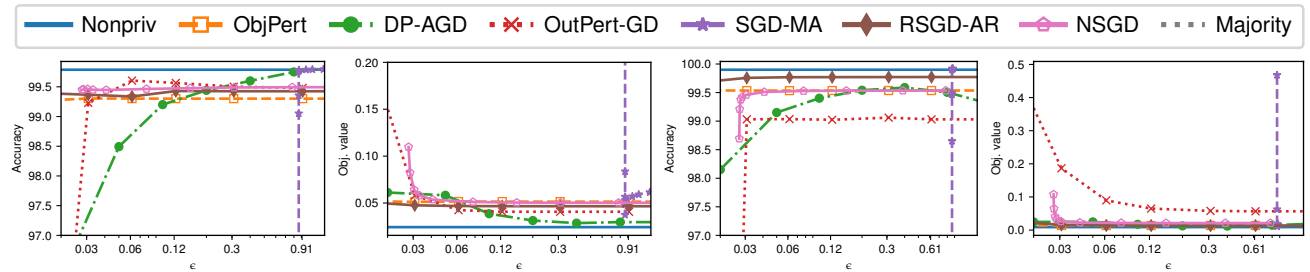 Nonpriv ObjPert DP-AGD OutPert-GD SGD-MA RSGD-AR NSGD Majority
Accuracy
99.5
99.0
98.5
98.0
97.5
97.0
0.03 0.06 0.12 0.3 0.91
ϵ
Obj. value
0.20
0.15
0.10
0.05
0.03 0.06 0.12 0.3 0.91
ϵ
Accuracy
100.0
99.5
99.0
98.5
98.0
97.5
97.0
0.03 0.06 0.12 0.3 0.61
ϵ
Obj. value
0.5
0.4
0.3
0.2
0.1
0.0
0.03 0.06 0.12 0.3 0.61
ϵ